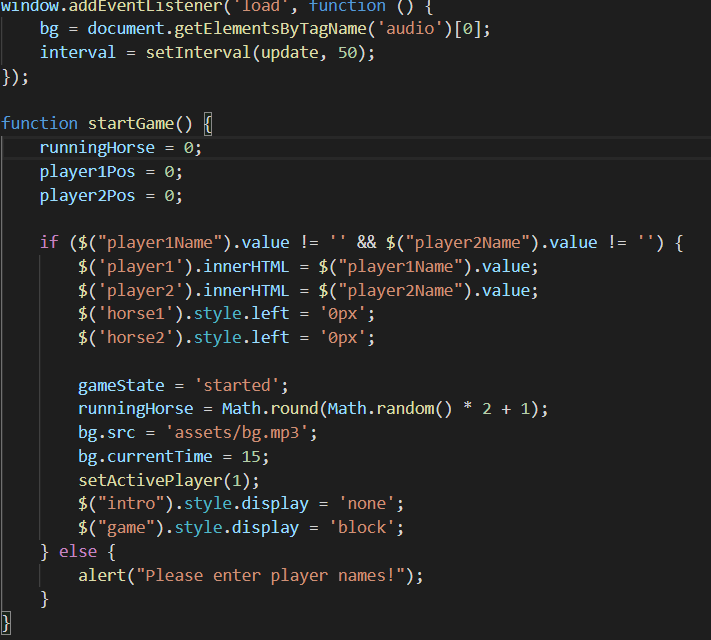 window.addEventListener('load', function () {
    bg = document.getElementsByTagName('audio')[0];
    interval = setInterval(update, 50);
});

function startGame() {
    runningHorse = 0;
    player1Pos = 0;
    player2Pos = 0;

    if ($("player1Name").value != '' && $("player2Name").value != '') {
        $('player1').innerHTML = $("player1Name").value;
        $('player2').innerHTML = $("player2Name").value;
        $('horse1').style.left = '0px';
        $('horse2').style.left = '0px';

        gameState = 'started';
        runningHorse = Math.round(Math.random() * 2 + 1);
        bg.src = 'assets/bg.mp3';
        bg.currentTime = 15;
        setActivePlayer(1);
        $("intro").style.display = 'none';
        $("game").style.display = 'block';
    } else {
        alert("Please enter player names!");
    }
}